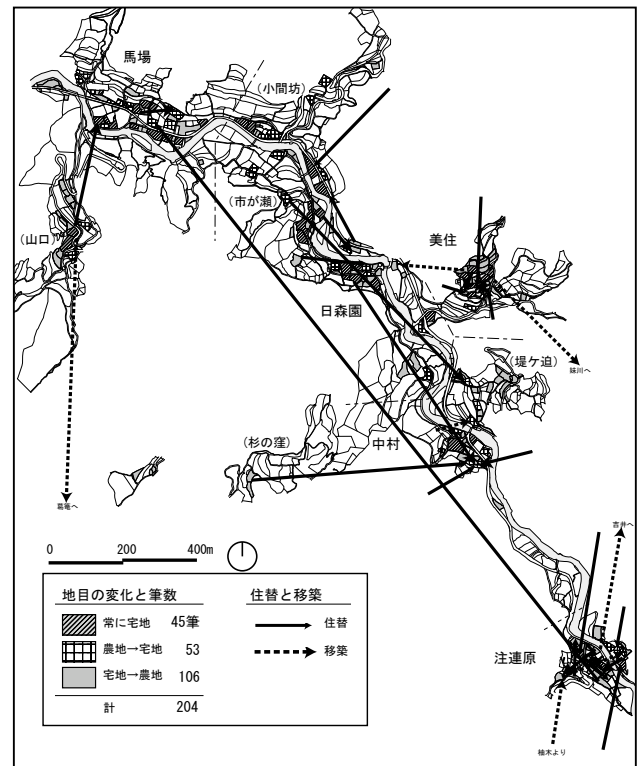 馬場
(小間坊)
(市が瀬)
(山口)
美住
日森園
(堤ケ迫)
妹川へ
(杉の窪)
中村
葛篭へ
吉井へ
0 200 400m
地目の変化と筆数
常に宅地 45筆
農地→宅地 53
宅地→農地 106
計 204
住替と移築
住替
移築
注連原
柚木より